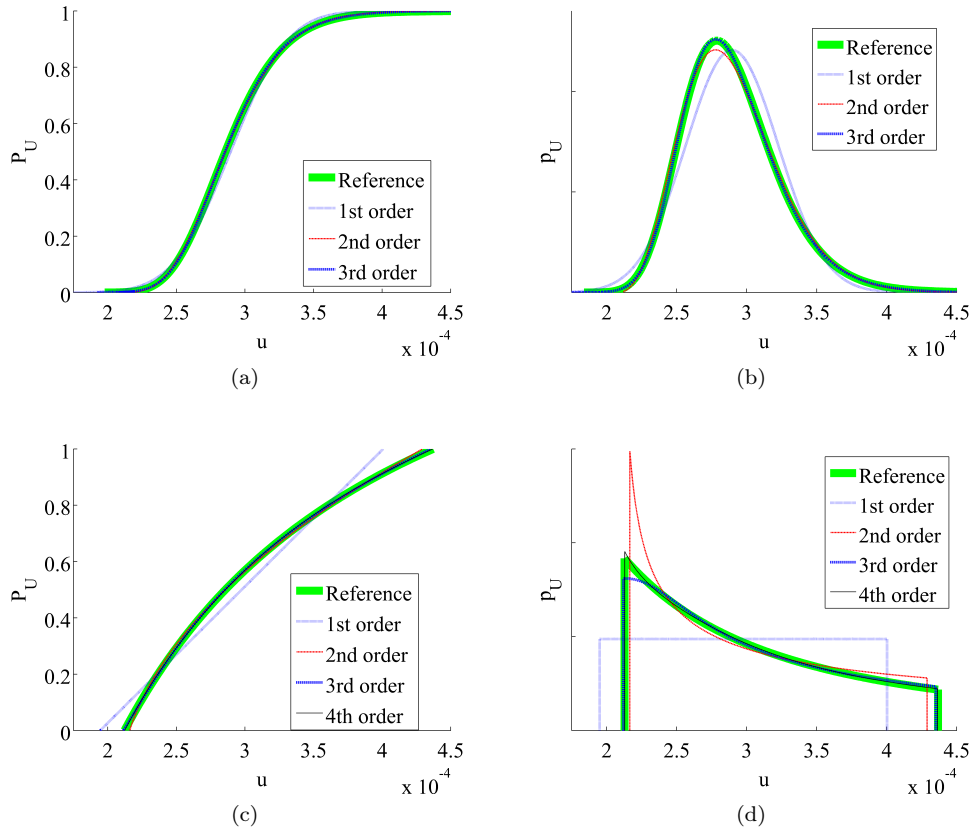 1
0.8
0.6
0.4
0.2
0
P_U
2 2.5 3 3.5 4 4.5
u
x 10^-4
Reference
1st order
2nd order
3rd order
(a)
p_U
2 2.5 3 3.5 4 4.5
u
x 10^-4
Reference
1st order
2nd order
3rd order
(b)
1
0.8
0.6
0.4
0.2
0
P_U
2 2.5 3 3.5 4 4.5
u
x 10^-4
Reference
1st order
2nd order
3rd order
4th order
(c)
p_U
2 2.5 3 3.5 4 4.5
u
x 10^-4
Reference
1st order
2nd order
3rd order
4th order
(d)